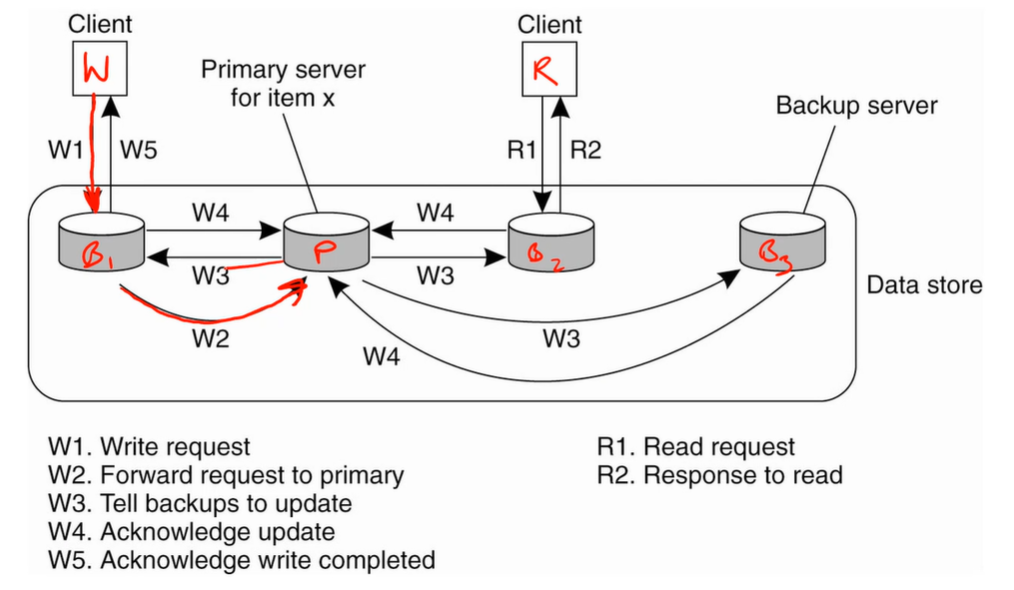 Client
Client
W
R
Primary server
for item x
Backup server
W1
W5
R1
R2
W4
W4
B1
P
B2
B3
W3
W3
Data store
W2
W3
W4
W1. Write request
W2. Forward request to primary
W3. Tell backups to update
W4. Acknowledge update
W5. Acknowledge write completed
R1. Read request
R2. Response to read